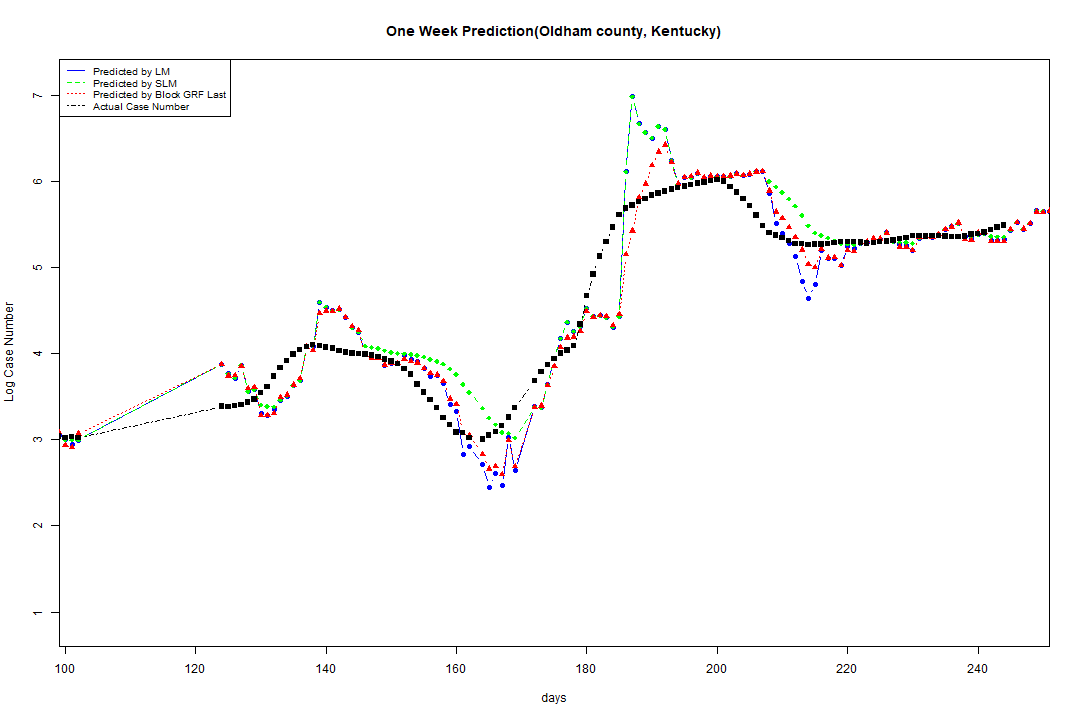 One Week Prediction(Oldham county, Kentucky)
Predicted by LM
Predicted by SLM
Predicted by Block GRF Last
Actual Case Number
Log Case Number
7
6
5
4
3
2
1
100 120 140 160 180 200 220 240
days